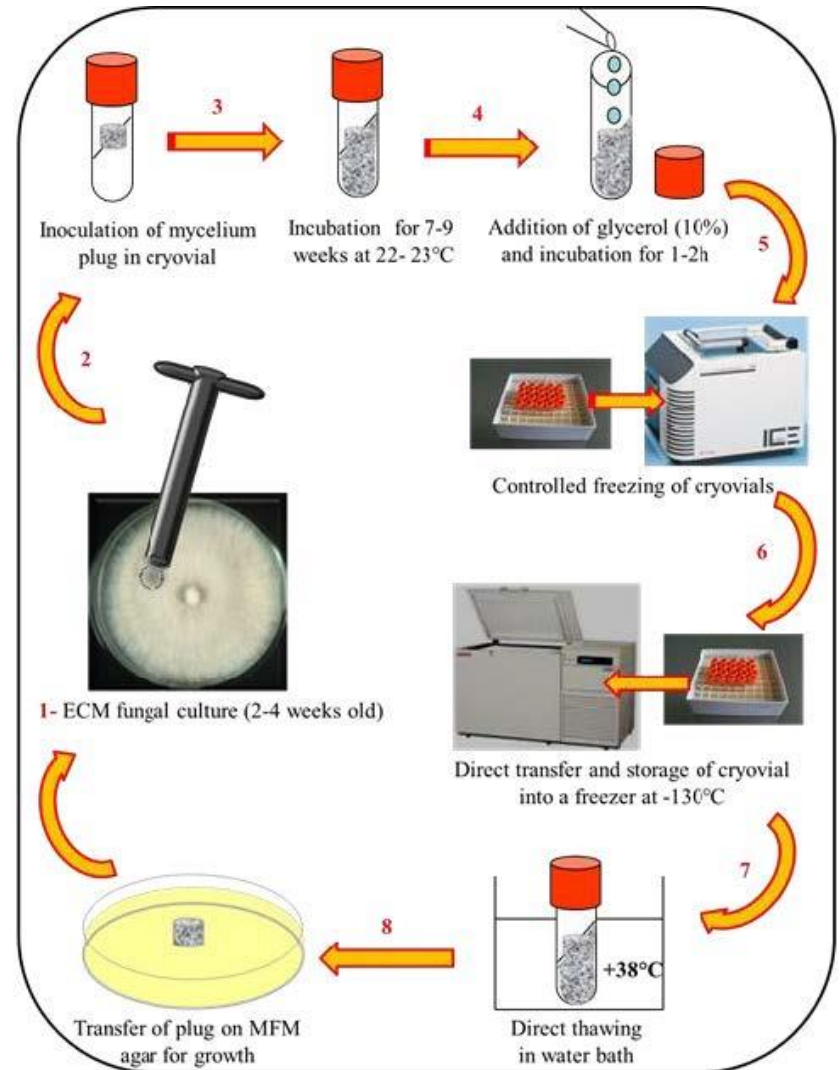 3
4
Inoculation of mycelium
plug in cryovial
Incubation for 7-9
weeks at 22- 23°C
Addition of glycerol (10%)
and incubation for 1-2h
5
2
ICE
Controlled freezing of cryovials
6
1- ECM fungal culture (2-4 weeks old)
Direct transfer and storage of cryovial
into a freezer at -130°C
7
8
+38°C
Transfer of plug on MFM
agar for growth
Direct thawing
in water bath